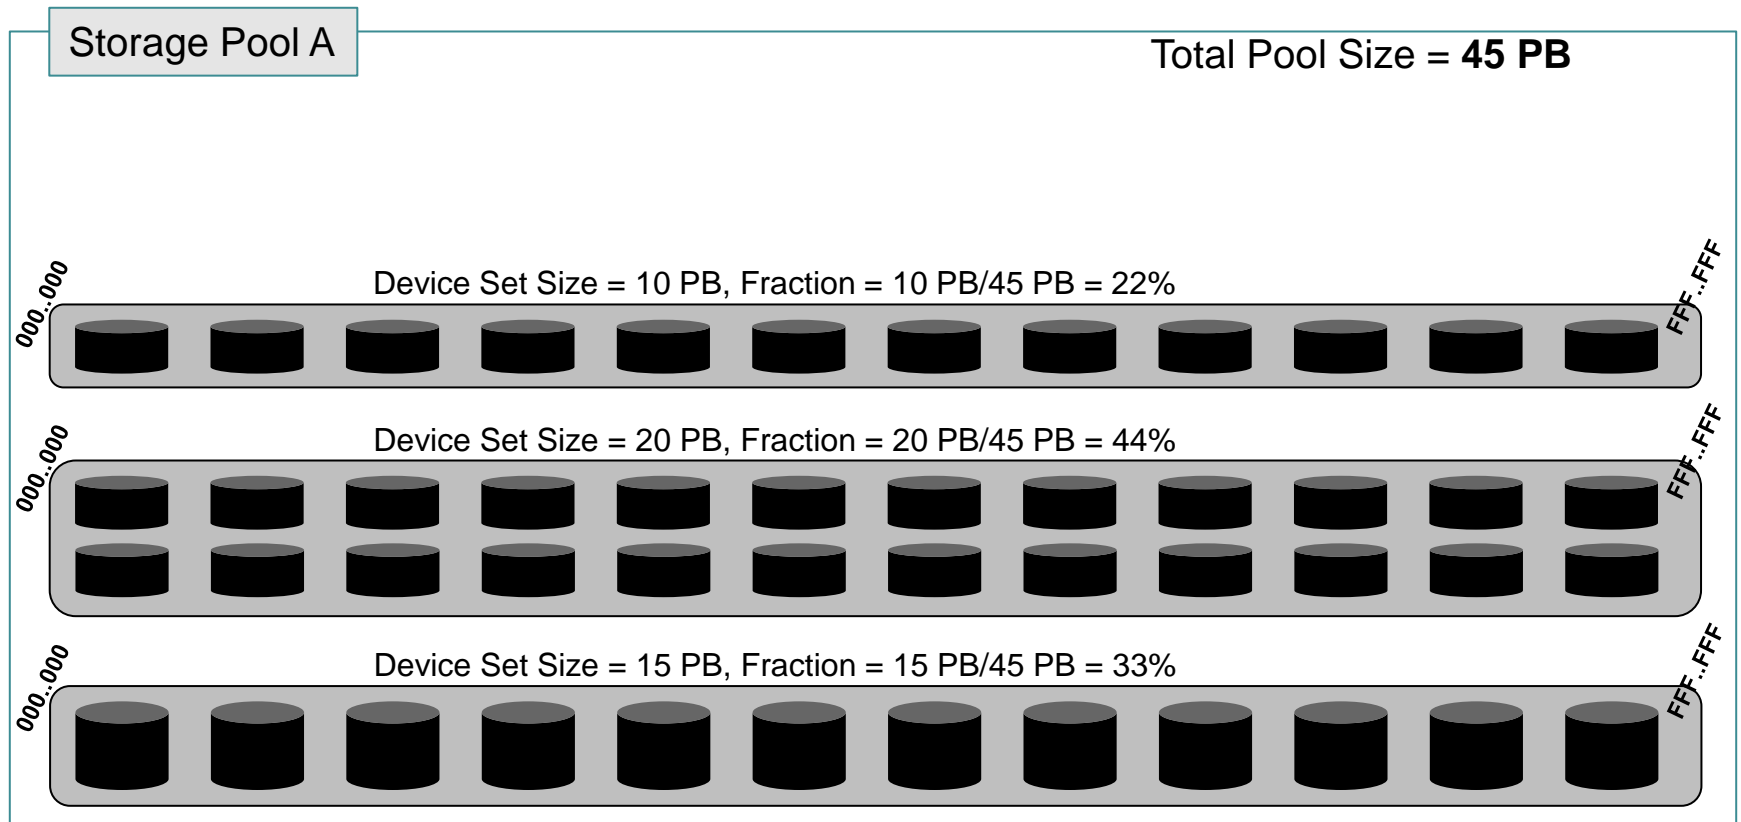 Storage Pool A
Total Pool Size = 45 PB
000..000
Device Set Size = 10 PB, Fraction = 10 PB/45 PB = 22%
FFF..FFF
000..000
Device Set Size = 20 PB, Fraction = 20 PB/45 PB = 44%
FFF..FFF
000..000
Device Set Size = 15 PB, Fraction = 15 PB/45 PB = 33%
FFF..FFF